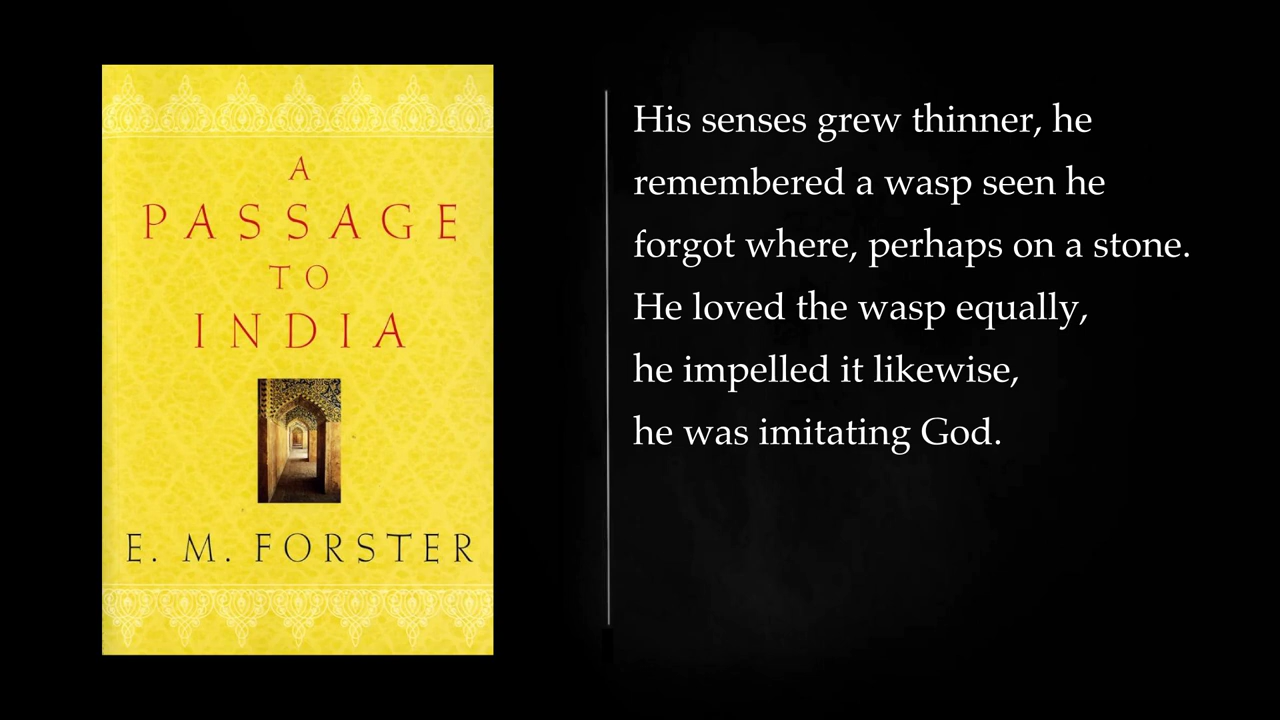 A
PASSAGE
TO
INDIA
E. M. FORSTER
His senses grew thinner, he
remembered a wasp seen he
forgot where, perhaps on a stone.
He loved the wasp equally,
he impelled it likewise,
he was imitating God.